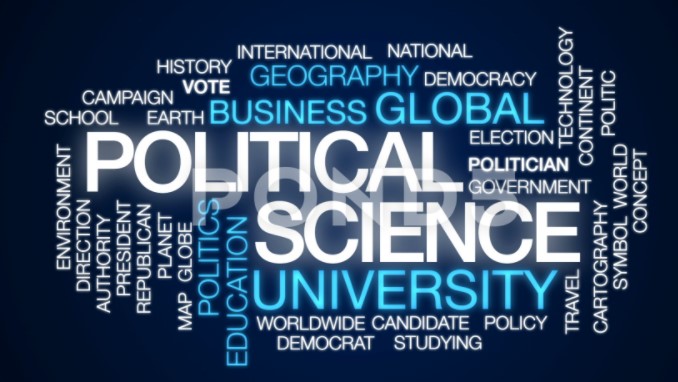 INTERNATIONAL NATIONAL
HISTORY GEOGRAPHY DEMOCRACY
VOTE
CAMPAIGN BUSINESS GLOBAL
SCHOOL EARTH
ELECTION
POLITICAL
POLITICIAN
GOVERNMENT
SCIENCE
UNIVERSITY
WORLDWIDE CANDIDATE POLICY
DEMOCRAT STUDYING
ENVIRONMENT
DIRECTION
AUTHORITY
PRESIDENT
REPUBLICAN
PLANET
MAP GLOBE
POLITICS
EDUCATION
TECHNOLOGY
CONTINENT
POLITIC
TRAVEL
CARTOGRAPHY
SYMBOL WORLD
CONCEPT
POND5